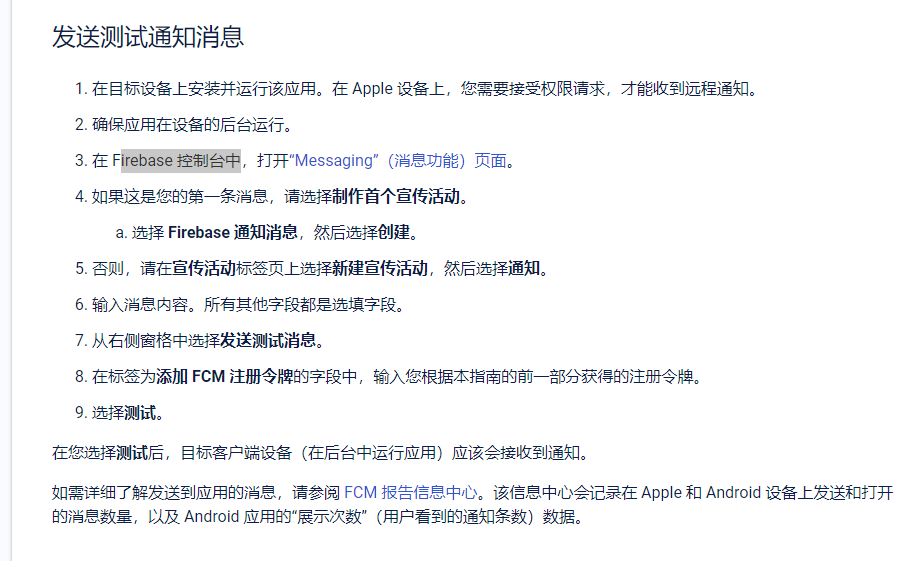 发送测试通知消息
1. 在目标设备上安装并运行该应用。在 Apple 设备上，您需要接受权限请求，才能收到远程通知。
2. 确保应用在设备的后台运行。
3. 在 Firebase 控制台中，打开“Messaging”（消息功能）页面。
4. 如果这是您的第一条消息，请选择制作首个宣传活动。
a. 选择 Firebase 通知消息，然后选择创建。
5. 否则，请在宣传活动标签页上选择新建宣传活动，然后选择通知。
6. 输入消息内容。所有其他字段都是选填字段。
7. 从右侧窗格中选择发送测试消息。
8. 在标签为添加 FCM 注册令牌的字段中，输入您根据本指南的前一部分获得的注册令牌。
9. 选择测试。
在您选择测试后，目标客户端设备（在后台中运行应用）应该会接收到通知。
如需详细了解发送到应用的消息，请参阅 FCM 报告信息中心。该信息中心会记录在 Apple 和 Android 设备上发送和打开
的消息数量，以及 Android 应用的“展示次数”（用户看到的通知条数）数据。